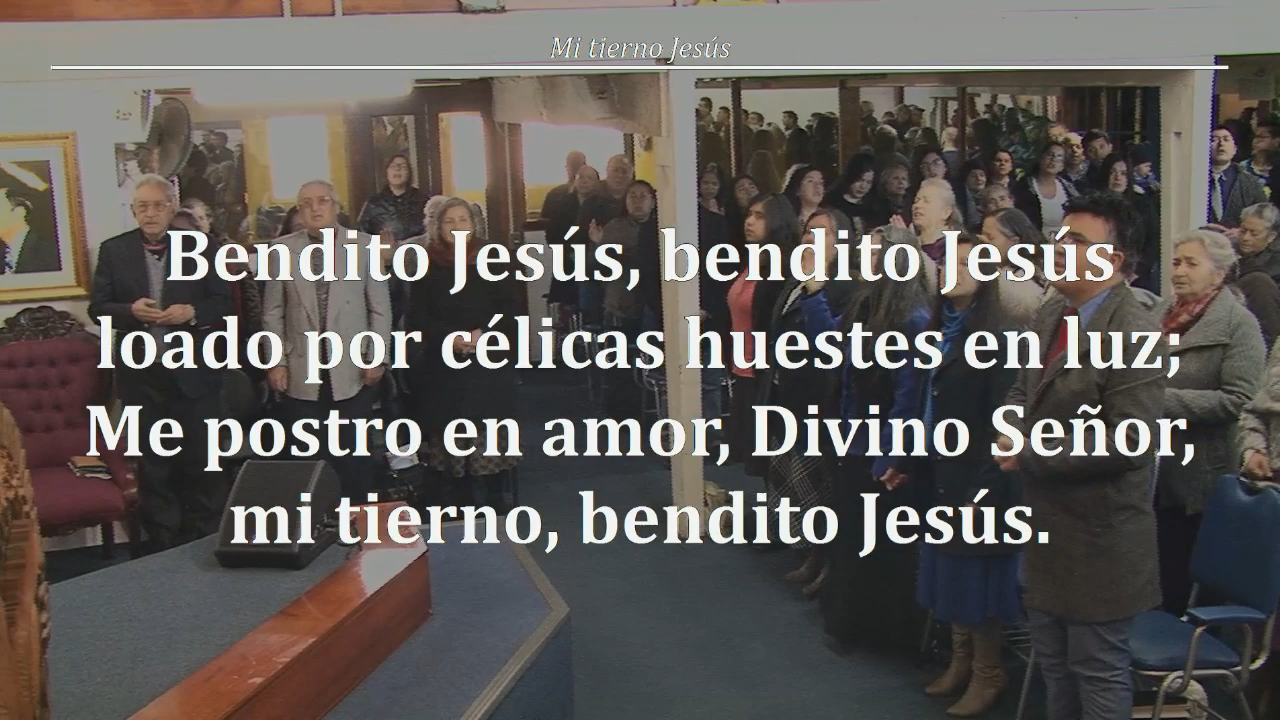 Mi tierno Jesús
Bendito Jesús, bendito Jesús
loado por célicas huestes en luz;
Me postro en amor, Divino Señor,
mi tierno, bendito Jesús.